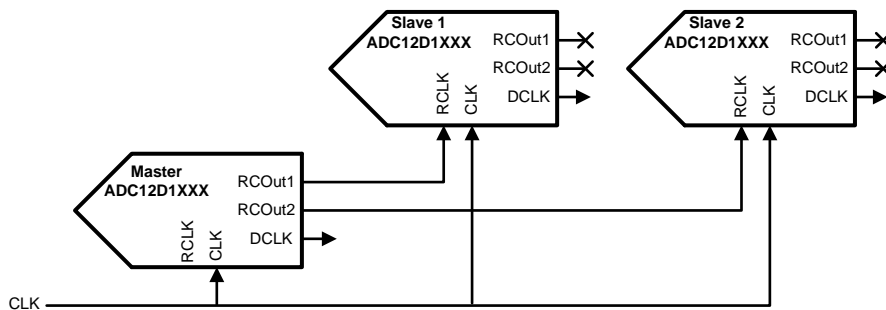 Slave 1
ADC12D1XXX
RCOut1
RCOut2
DCLK
RCLK
CLK
Slave 2
ADC12D1XXX
RCOut1
RCOut2
DCLK
RCLK
CLK
Master
ADC12D1XXX
RCOut1
RCOut2
DCLK
RCLK
CLK
CLK